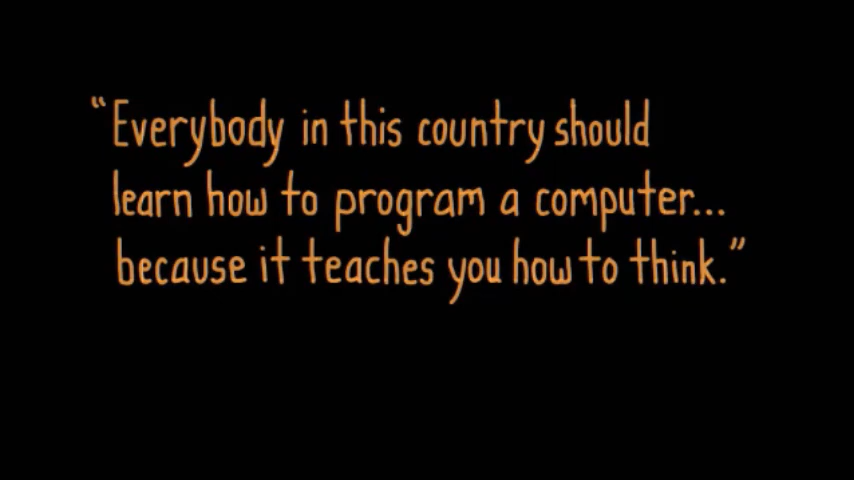 “Everybody in this country should
learn how to program a computer...
because it teaches you how to think.”